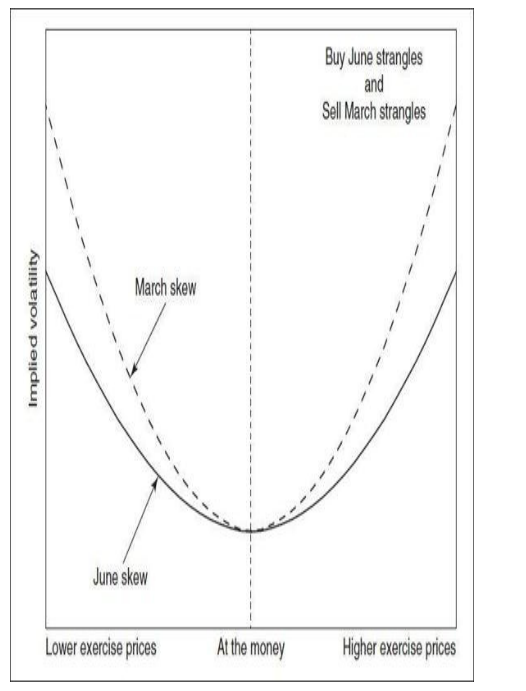 Buy June strangles
and
Sell March strangles
Implied volatility
March skew
June skew
Lower exercise prices
At the money
Higher exercise prices